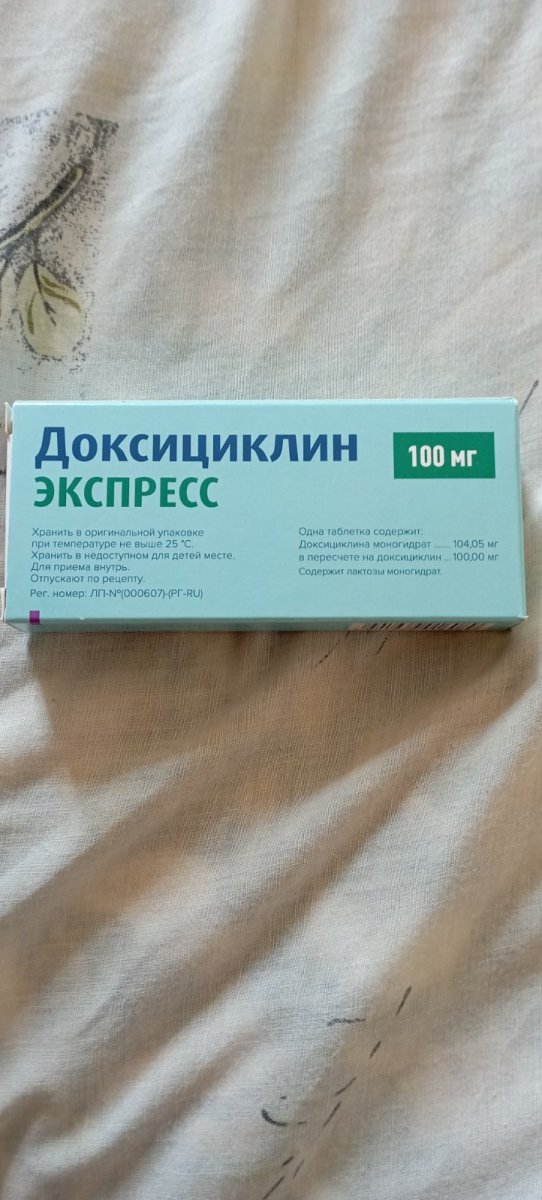 Доксициклин
ЭКСПРЕСС
100 мг
Хранить в оригинальной упаковке
при температуре не выше 25 °C.
Хранить в недоступном для детей месте.
Для приема внутрь.
Отпускают по рецепту.
Рег. номер: ЛП-№(000607)-(РГ-RU)
Одна таблетка содержит:
Доксициклина моногидрат ....... 104,05 мг
в пересчете на доксициклин .. 100,00 мг
Содержит лактозы моногидрат.